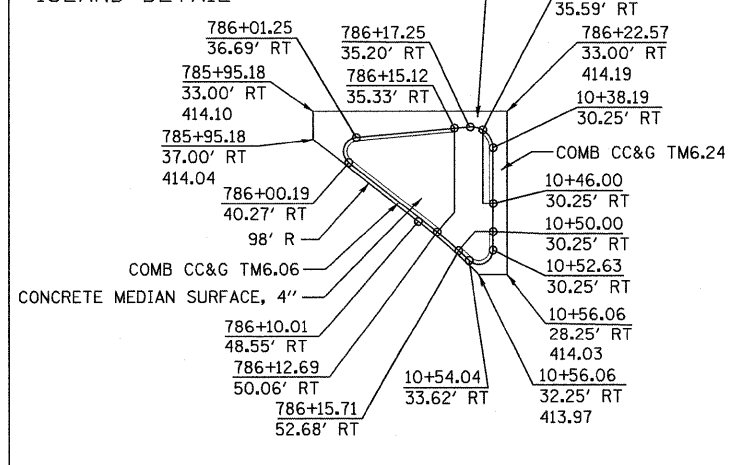 35.59' RT
786+01.25
36.69' RT
786+17.25
35.20' RT
786+22.57
33.00' RT
414.19
785+95.18
33.00' RT
414.10
786+15.12
35.33' RT
10+38.19
30.25' RT
785+95.18
37.00' RT
414.04
COMB CC&G TM6.24
786+00.19
40.27' RT
10+46.00
30.25' RT
98' R
10+50.00
30.25' RT
COMB CC&G TM6.06
10+52.63
30.25' RT
CONCRETE MEDIAN SURFACE, 4"
786+10.01
48.55' RT
10+56.06
28.25' RT
414.03
786+12.69
50.06' RT
10+54.04
33.62' RT
10+56.06
32.25' RT
413.97
786+15.71
52.68' RT